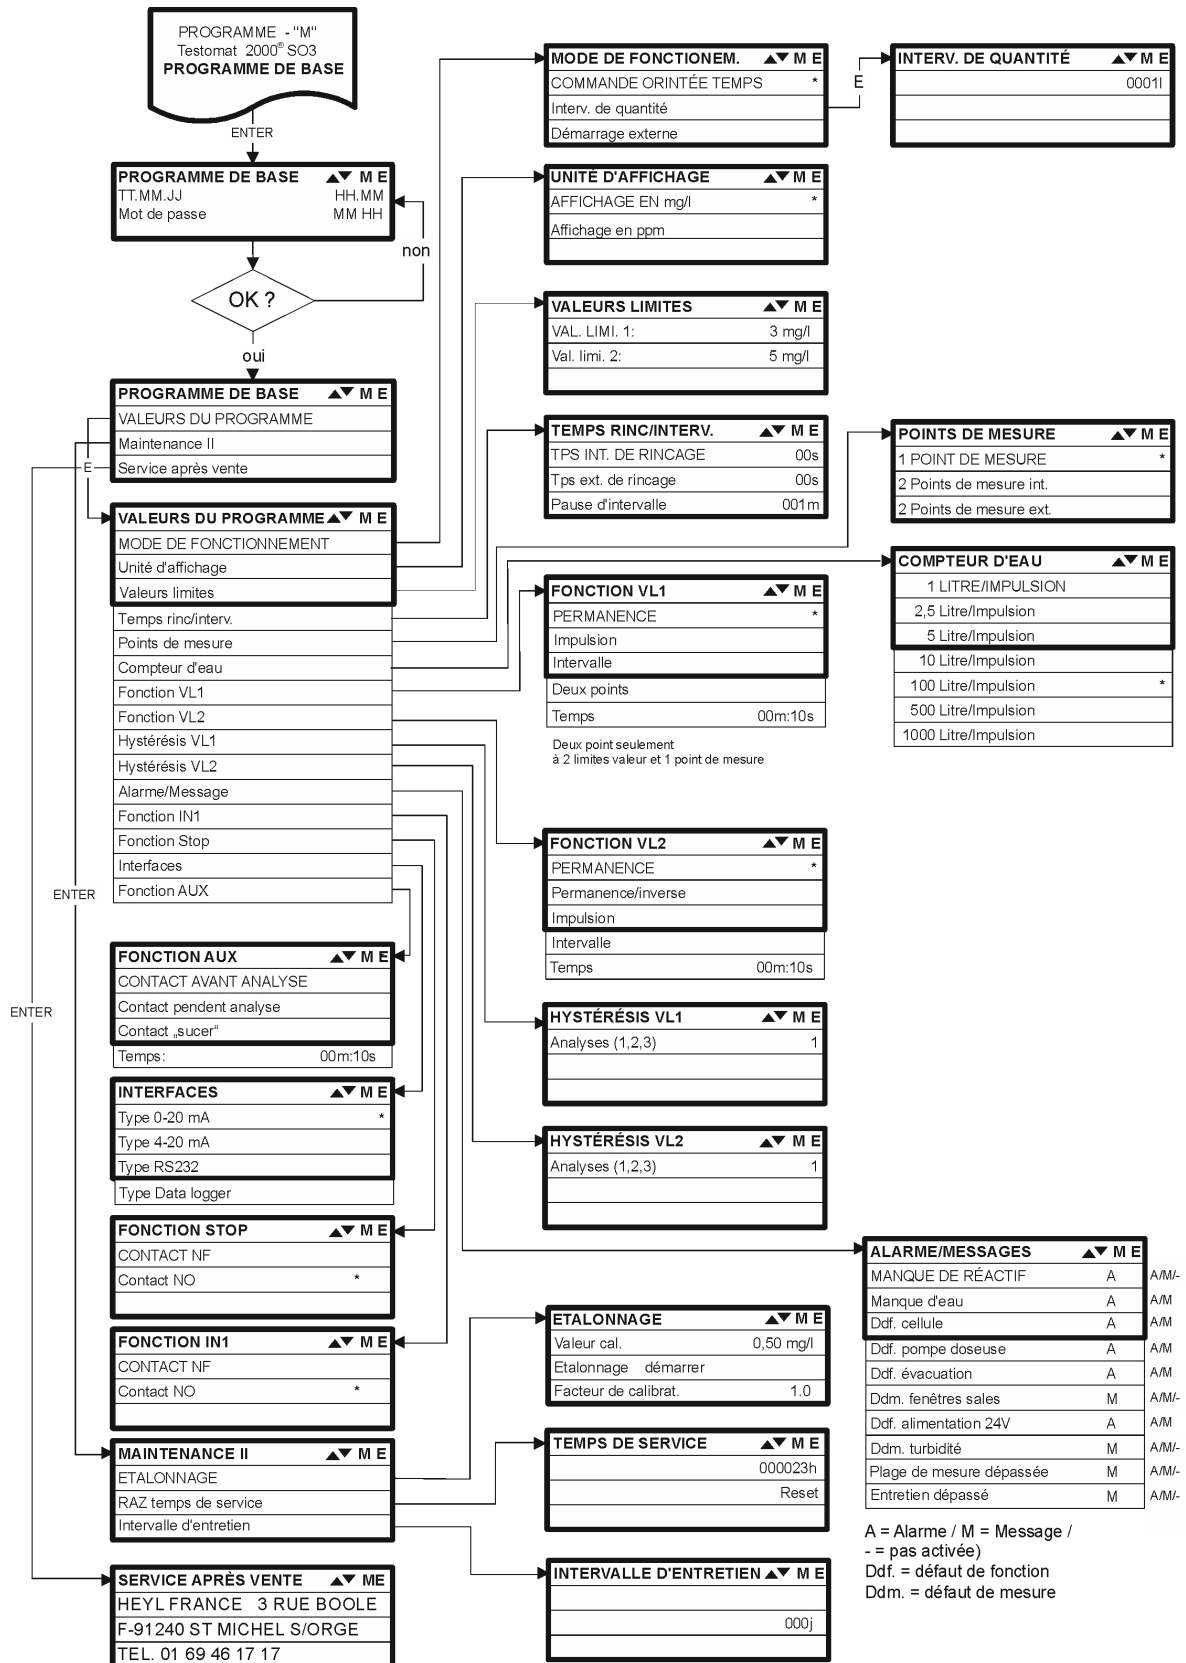 PROGRAMME - "M"
Testomat 2000® SO3
PROGRAMME DE BASE
ENTER
PROGRAMME DE BASE ▲▼ M E
TT.MM.JJ HH.MM
Mot de passe MM HH
non
OK ?
oui
PROGRAMME DE BASE ▲▼ M E
VALEURS DU PROGRAMME
Maintenance II
E
Service après vente
VALEURS DU PROGRAMME ▲▼ M E
MODE DE FONCTIONNEMENT
Unité d'affichage
Valeurs limites
Temps rinc/interv.
Points de mesure
Compteur d'eau
Fonction VL1
Fonction VL2
Hystérésis VL1
Hystérésis VL2
Alarme/Message
Fonction IN1
Fonction Stop
Interfaces
Fonction AUX
ENTER
ENTER
FONCTION AUX ▲▼ M E
CONTACT AVANT ANALYSE
Contact pendent analyse
Contact „sucer“
Temps: 00m:10s
INTERFACES ▲▼ M E
Type 0-20 mA *
Type 4-20 mA
Type RS232
Type Data logger
FONCTION STOP ▲▼ M E
CONTACT NF
Contact NO *
FONCTION IN1 ▲▼ M E
CONTACT NF
Contact NO *
MAINTENANCE II ▲▼ M E
ETALONNAGE
RAZ temps de service
Intervalle d'entretien
SERVICE APRÈS VENTE ▲▼ ME
HEYL FRANCE 3 RUE BOOLE
F-91240 ST MICHEL S/ORGE
TEL. 01 69 46 17 17
MODE DE FONCTIONEM. ▲▼ M E
COMMANDE ORINTÉE TEMPS *
Interv. de quantité
Démarrage externe
E
INTERV. DE QUANTITÉ ▲▼ M E
0001l
UNITÉ D'AFFICHAGE ▲▼ M E
AFFICHAGE EN mg/l *
Affichage en ppm
VALEURS LIMITES ▲▼ M E
VAL. LIMI. 1: 3 mg/l
Val. limi. 2: 5 mg/l
TEMPS RINC/INTERV. ▲▼ M E
TPS INT. DE RINCAGE 00s
Tps ext. de rincage 00s
Pause d'intervalle 001m
POINTS DE MESURE ▲▼ M E
1 POINT DE MESURE *
2 Points de mesure int.
2 Points de mesure ext.
COMPTEUR D'EAU ▲▼ M E
1 LITRE/IMPULSION
2,5 Litre/Impulsion
5 Litre/Impulsion
10 Litre/Impulsion
100 Litre/Impulsion *
500 Litre/Impulsion
1000 Litre/Impulsion
FONCTION VL1 ▲▼ M E
PERMANENCE *
Impulsion
Intervalle
Deux points
Temps 00m:10s
Deux point seulement
à 2 limites valeur et 1 point de mesure
FONCTION VL2 ▲▼ M E
PERMANENCE *
Permanence/inverse
Impulsion
Intervalle
Temps 00m:10s
HYSTÉRÉSIS VL1 ▲▼ M E
Analyses (1,2,3) 1
HYSTÉRÉSIS VL2 ▲▼ M E
Analyses (1,2,3) 1
ALARME/MESSAGES ▲▼ M E
MANQUE DE RÉACTIF A A/M/-
Manque d'eau A A/M
Ddf. cellule A A/M
Ddf. pompe doseuse A A/M
Ddf. évacuation A A/M
Ddm. fenêtres sales M A/M/-
Ddf. alimentation 24V A A/M
Ddm. turbidité M A/M/-
Plage de mesure dépassée M A/M/-
Entretien dépassé M A/M/-
A = Alarme / M = Message /
- = pas activée)
Ddf. = défaut de fonction
Ddm. = défaut de mesure
ETALONNAGE ▲▼ M E
Valeur cal. 0,50 mg/l
Etalonnage démarrer
Facteur de calibrat. 1.0
TEMPS DE SERVICE ▲▼ M E
000023h
Reset
INTERVALLE D'ENTRETIEN ▲▼ M E
000j